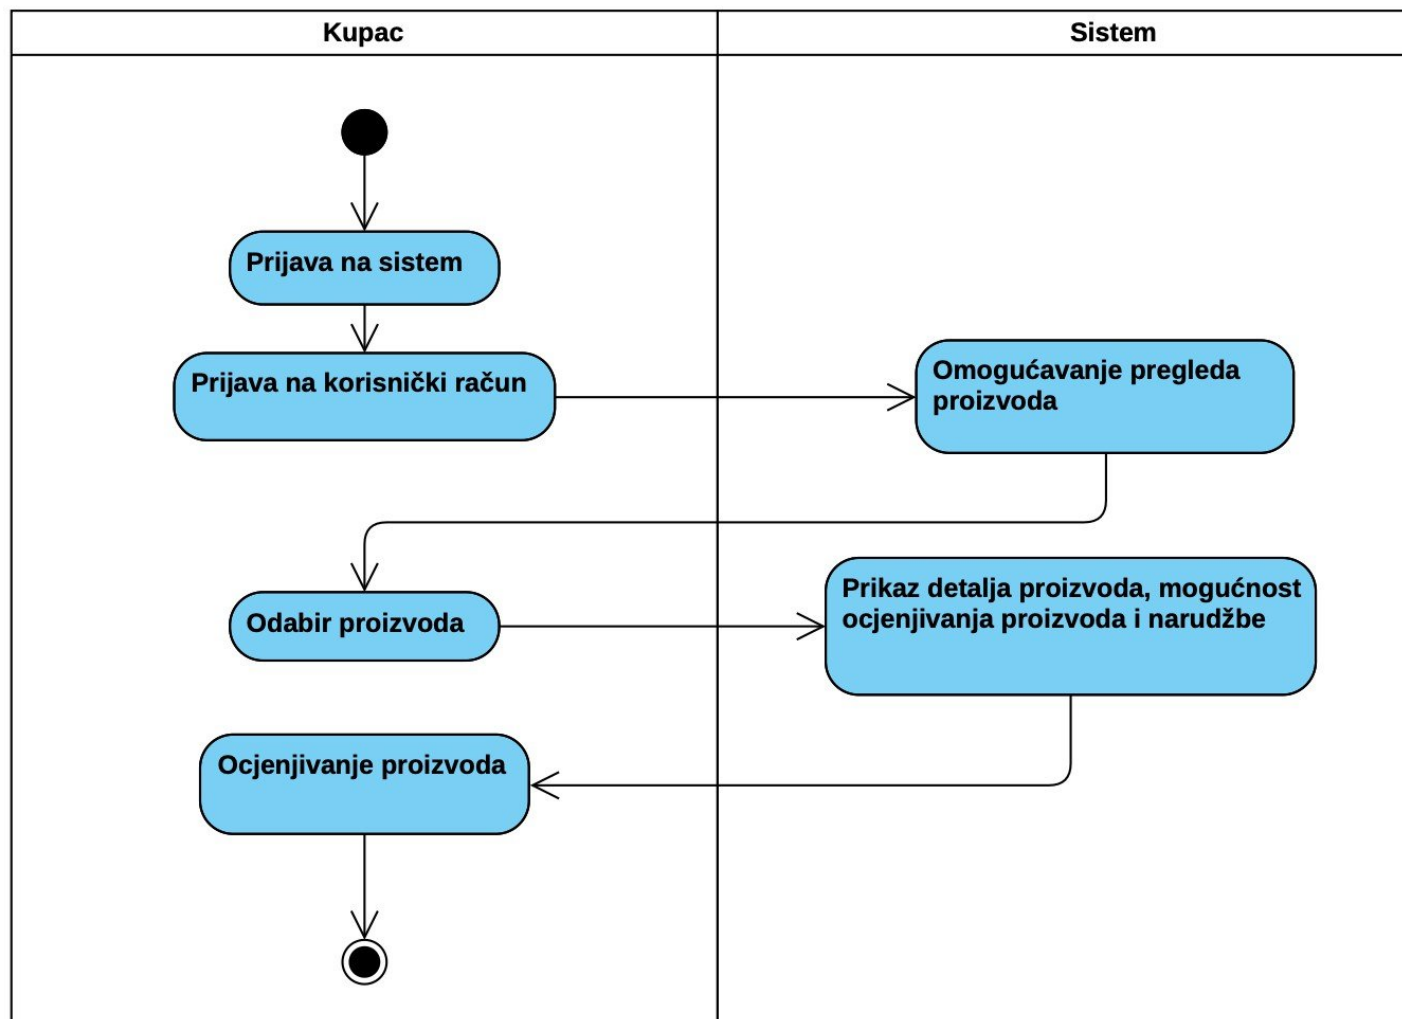 Kupac
Sistem
Prijava na sistem
Prijava na korisnički račun
Omogućavanje pregleda
proizvoda
Odabir proizvoda
Prikaz detalja proizvoda, mogućnost
ocjenjivanja proizvoda i narudžbe
Ocjenjivanje proizvoda